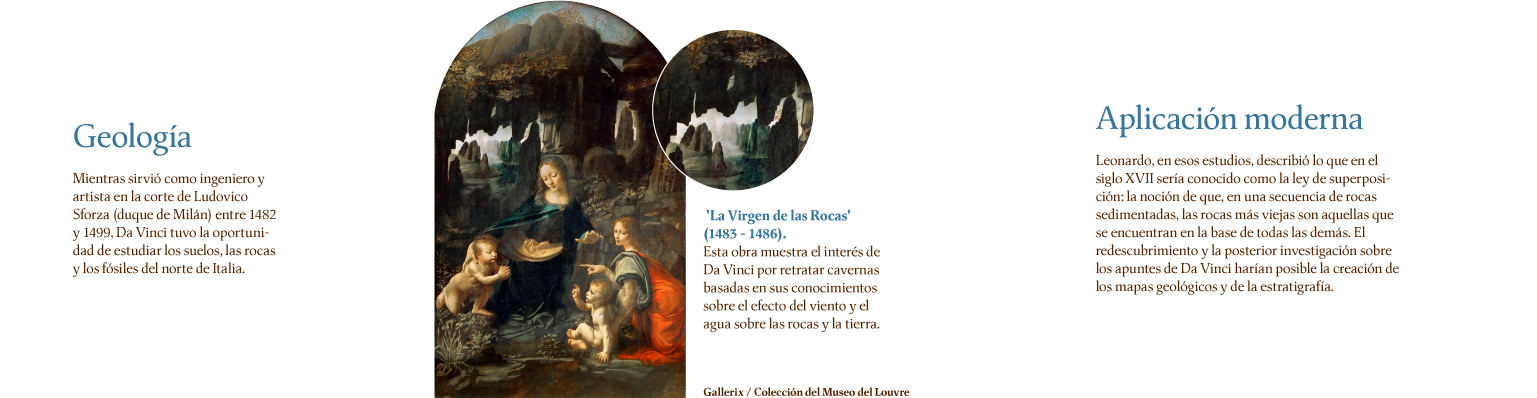 Geología
Mientras sirvió como ingeniero y
artista en la corte de Ludovico
Sforza (duque de Milán) entre 1482
y 1499, Da Vinci tuvo la oportuni-
dad de estudiar los suelos, las rocas
y los fósiles del norte de Italia.
'La Virgen de las Rocas'
(1483 - 1486).
Esta obra muestra el interés de
Da Vinci por retratar cavernas
basadas en sus conocimientos
sobre el efecto del viento y el
agua sobre las rocas y la tierra.
Gallerix / Colección del Museo del Louvre
Aplicación moderna
Leonardo, en esos estudios, describió lo que en el
siglo XVII sería conocido como la ley de superposi-
ción: la noción de que, en una secuencia de rocas
sedimentadas, las rocas más viejas son aquellas que
se encuentran en la base de todas las demás. El
redescubrimiento y la posterior investigación sobre
los apuntes de Da Vinci harían posible la creación de
los mapas geológicos y de la estratigrafía.